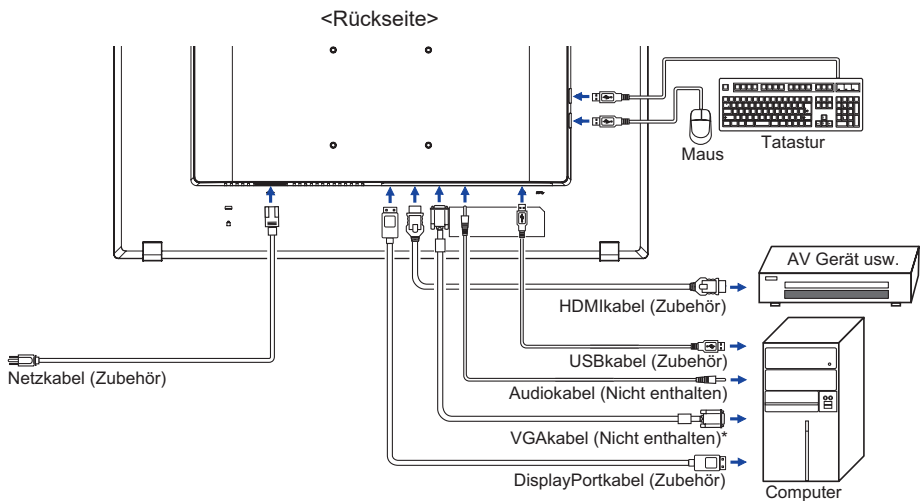 <Rückseite>
Maus
Tatastur
AV Gerät usw.
HDMIkabel (Zubehör)
USBkabel (Zubehör)
Netzkabel (Zubehör)
Audiokabel (Nicht enthalten)
VGAkabel (Nicht enthalten)*
DisplayPortkabel (Zubehör)
Computer